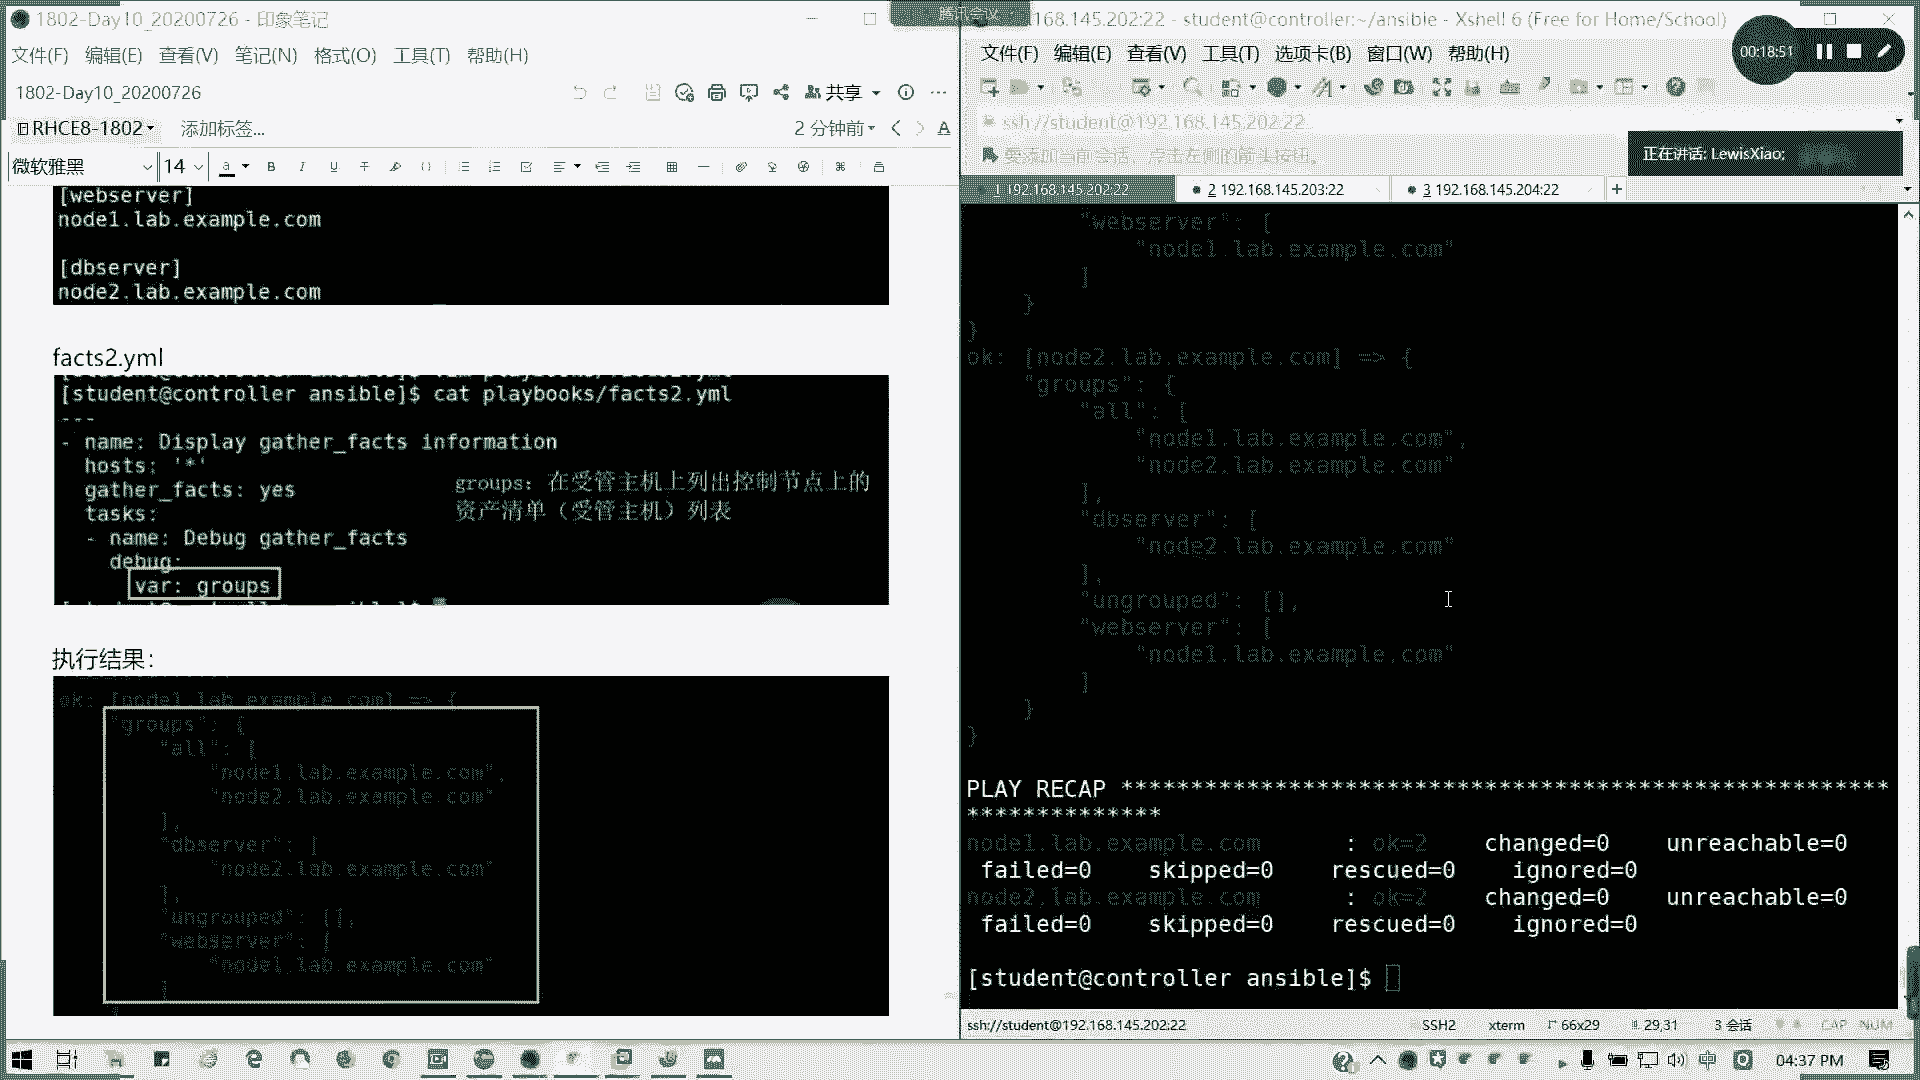 1802-Day10_20200726 - 印象笔记
文件(F) 编辑(E) 查看(V) 笔记(N) 格式(O) 工具(T) 帮助(H)
1802-Day10_20200726
共享
RHCE8-1802
添加标签...
2 分钟前
微软雅黑
14
[webserver]
node1.lab.example.com
[dbserver]
node2.lab.example.com
facts2.yml
[student@controller ansible]$ cat playbooks/facts2.yml
---
- name: Display gather_facts information
hosts: '*'
gather_facts: yes
tasks:
- name: Debug gather_facts
debug:
var: groups
groups：在受管主机上列出控制节点上的
资产清单（受管主机）列表
执行结果：
ok: [node1.lab.example.com] => {
"groups": {
"all": [
"node1.lab.example.com",
"node2.lab.example.com"
],
"dbserver": [
"node2.lab.example.com"
],
"ungrouped": [],
"webserver": [
"node1.lab.example.com"
]
腾讯会议
168.145.202:22 - student@controller:~/ansible - Xshell 6 (Free for Home/School)
00:18:51
文件(F) 编辑(E) 查看(V) 工具(T) 选项卡(B) 窗口(W) 帮助(H)
ssh://student@192.168.145.202:22
要添加当前会话，点击左侧的箭头按钮。
正在讲话: LewisXiao;
1 192.168.145.202:22
2 192.168.145.203:22
3 192.168.145.204:22
"webserver": [
"node1.lab.example.com"
]
}
}
ok: [node2.lab.example.com] => {
"groups": {
"all": [
"node1.lab.example.com",
"node2.lab.example.com"
],
"dbserver": [
"node2.lab.example.com"
],
"ungrouped": [],
"webserver": [
"node1.lab.example.com"
]
}
}
PLAY RECAP ********************************************************
**************
node1.lab.example.com : ok=2 changed=0 unreachable=0
failed=0 skipped=0 rescued=0 ignored=0
node2.lab.example.com : ok=2 changed=0 unreachable=0
failed=0 skipped=0 rescued=0 ignored=0
[student@controller ansible]$
ssh://student@192.168.145.202:22
SSH2 xterm 66x29 29,31 3 会话 CAP NUM
中
04:37 PM